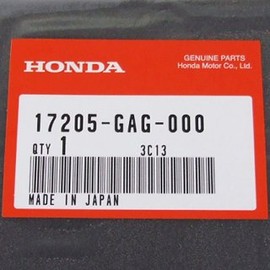 HONDA
GENUINE PARTS
Honda Motor Co., Ltd.
17205-GAG-000
QTY 1 3C13
MADE IN JAPAN